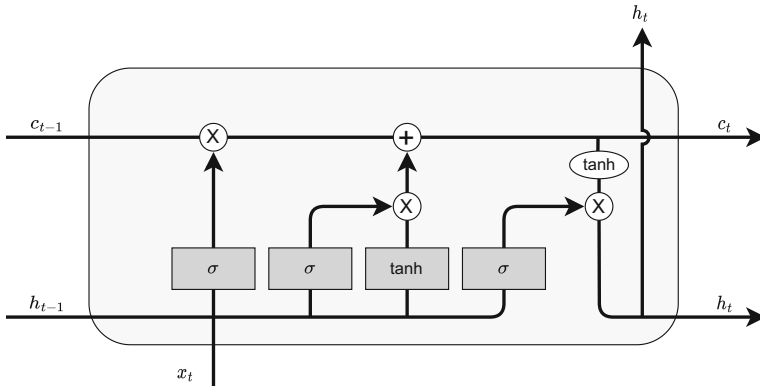 h_t
c_{t-1} X + c_t
tanh
X X
σ σ tanh σ
h_{t-1} h_t
x_t